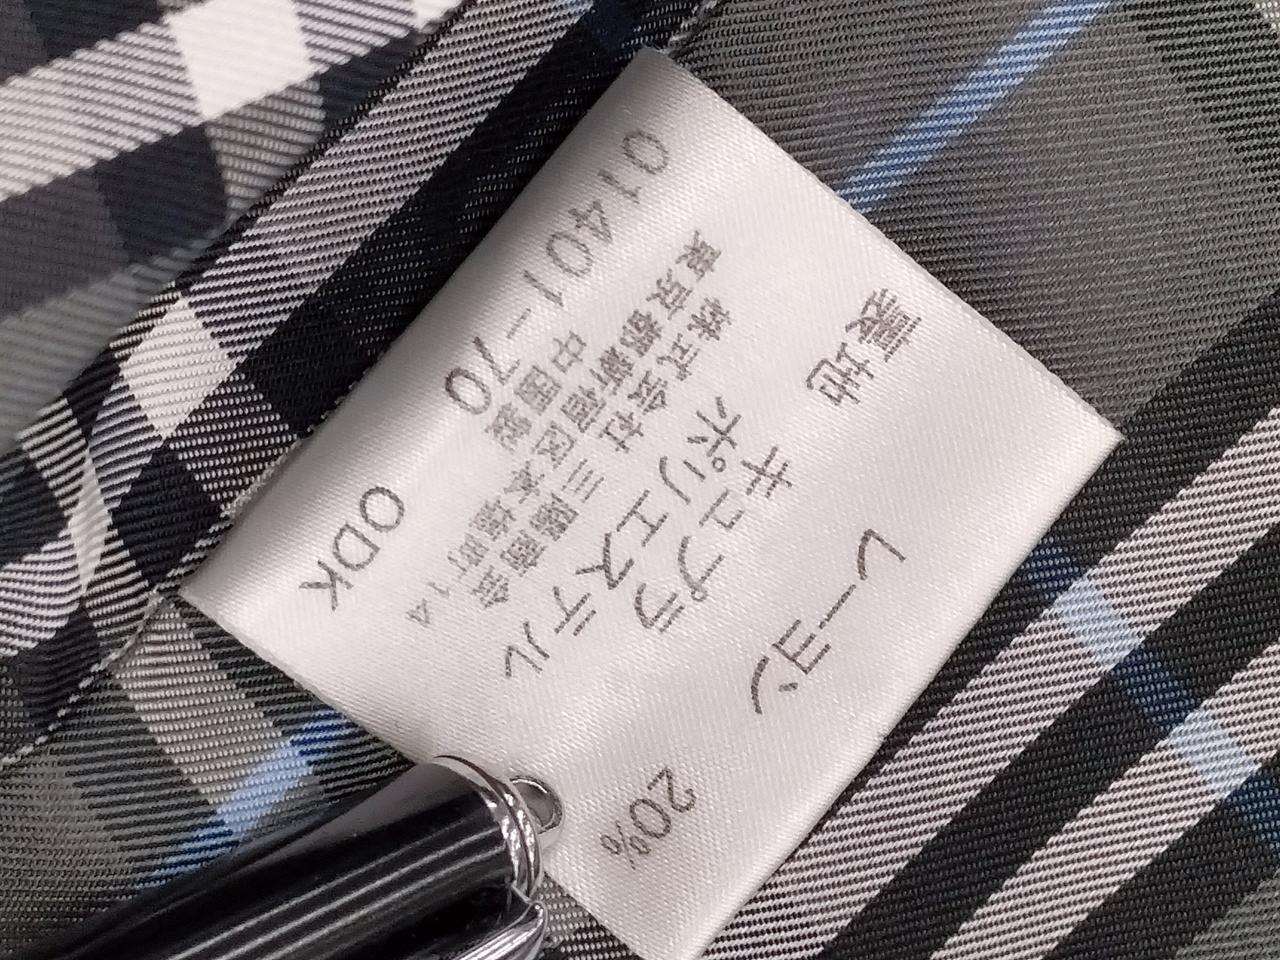 レーヨン 20%
裏地 キュプラ
ポリエステル
株式会社 三陽商会
東京都新宿区本塩町14
中国製
01401-70 ODK